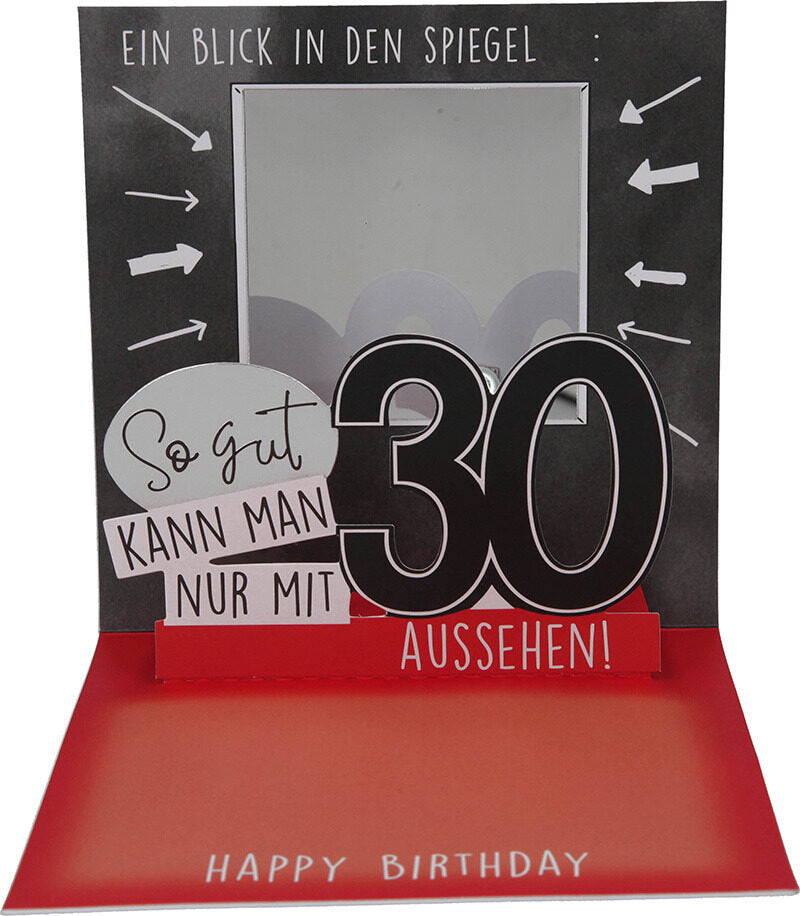 EIN BLICK IN DEN SPIEGEL :
So gut
KANN MAN
NUR MIT
30
AUSSEHEN!
HAPPY BIRTHDAY